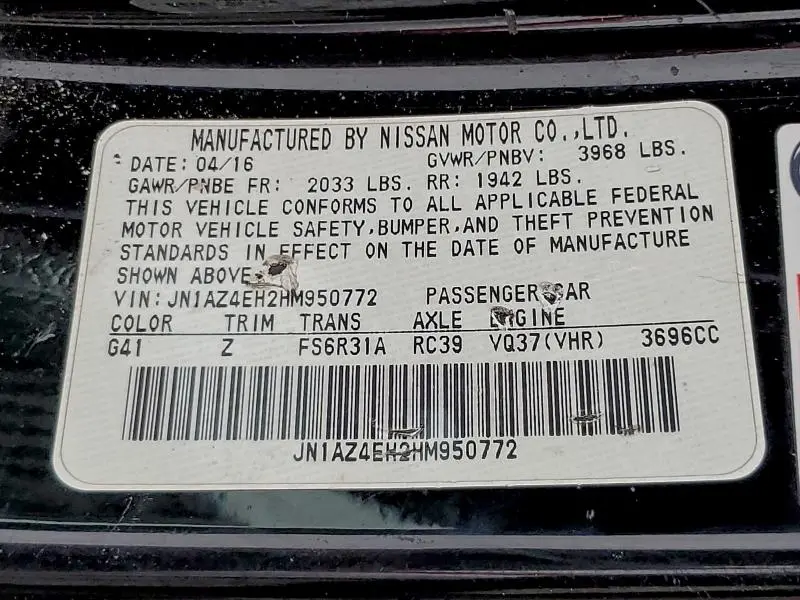 MANUFACTURED BY NISSAN MOTOR CO.,LTD.
DATE: 04/16 GVWR/PNBV: 3968 LBS.
GAWR/PNBE FR: 2033 LBS. RR: 1942 LBS.
THIS VEHICLE CONFORMS TO ALL APPLICABLE FEDERAL
MOTOR VEHICLE SAFETY,BUMPER,AND THEFT PREVENTION
STANDARDS IN EFFECT ON THE DATE OF MANUFACTURE
SHOWN ABOVE
VIN: JN1AZ4EH2HM950772 PASSENGER CAR
COLOR TRIM TRANS AXLE ENGINE
G41 Z FS6R31A RC39 VQ37(VHR) 3696CC
JN1AZ4EH2HM950772